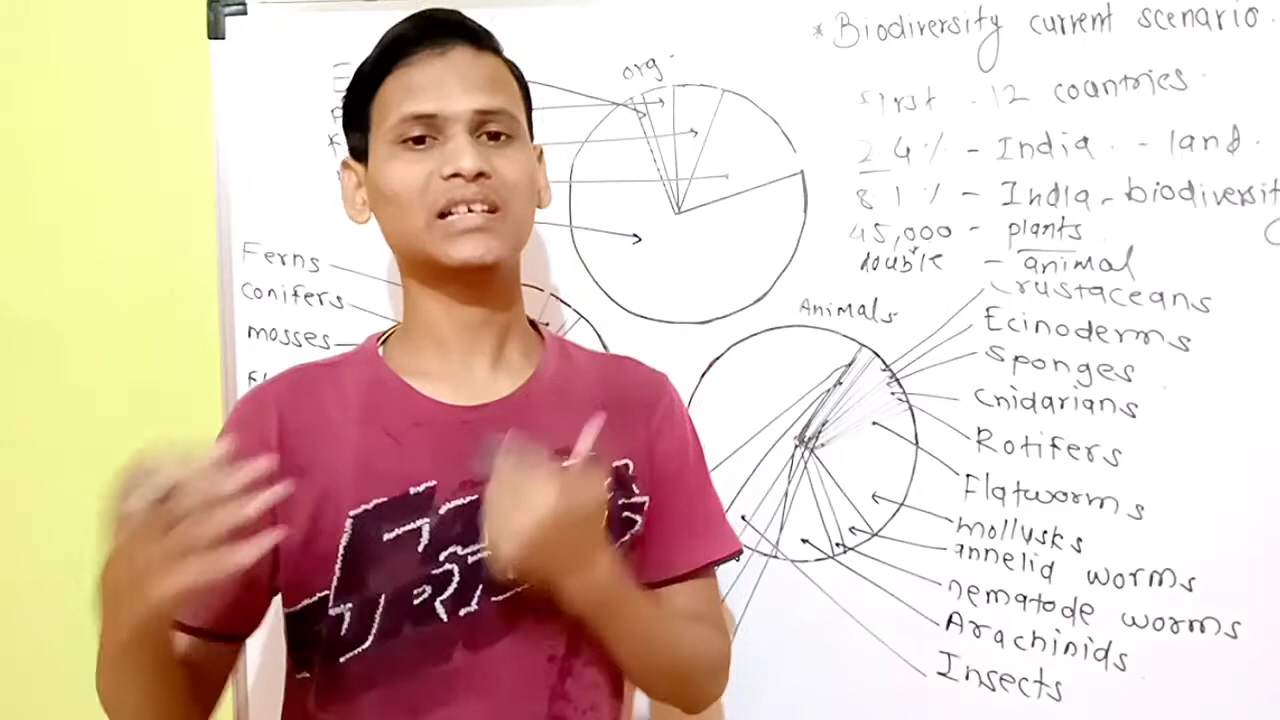 * Biodiversity current scenario.
First . 12 countries
2 4 % - India . - land.
8 1 % - India - biodiversit
45,000 - plants
double - animal
org
Ferns
conifers
mosses
Animals
crustaceans
Ecinoderms
sponges
cnidarians
Rotifers
Flatworms
mollusks
annelid worms
nematode worms
Arachinids
Insects